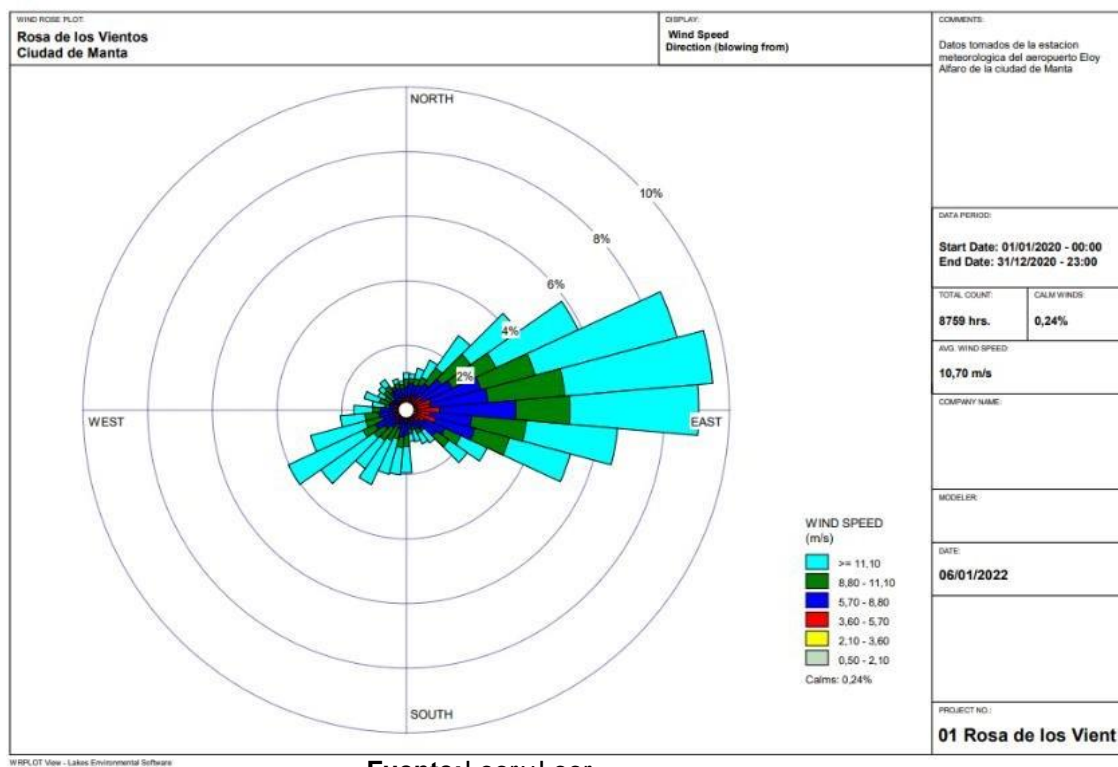 WIND ROSE PLOT:
Rosa de los Vientos
Ciudad de Manta
DISPLAY:
Wind Speed
Direction (blowing from)
COMMENTS:
Datos tomados de la estacion
meteorologica del aeropuerto Eloy
Alfaro de la ciudad de Manta
DATA PERIOD:
Start Date: 01/01/2020 - 00:00
End Date: 31/12/2020 - 23:00
TOTAL COUNT:
8759 hrs.
CALM WINDS:
0,24%
AVG. WIND SPEED:
10,70 m/s
COMPANY NAME:
MODELER:
DATE:
06/01/2022
PROJECT NO.:
01 Rosa de los Vient
NORTH
10%
8%
6%
4%
2%
WEST
EAST
SOUTH
WIND SPEED
(m/s)
>= 11,10
8,80 - 11,10
5,70 - 8,80
3,60 - 5,70
2,10 - 3,60
0,50 - 2,10
Calms: 0,24%
WRPLOT View - Lakes Environmental Software